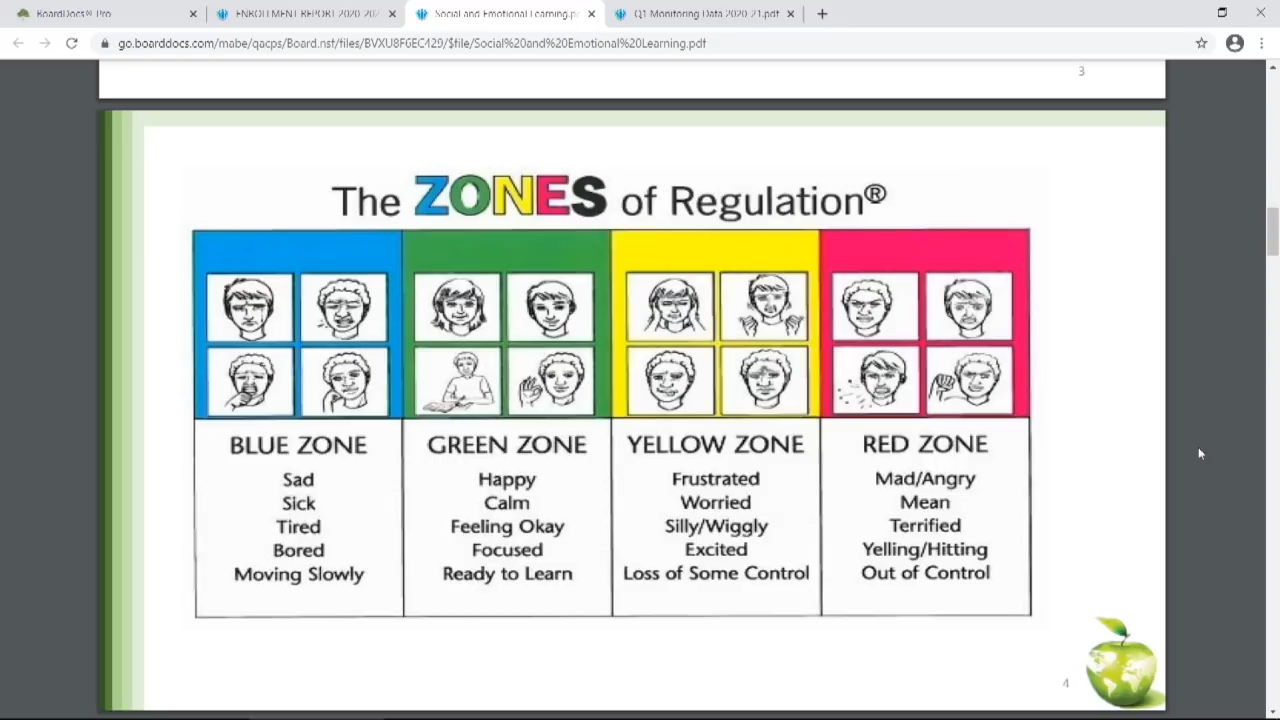 BoardDocs® Pro
ENROLLMENT REPORT 2020-202
Social and Emotional Learning.p
Q1 Monitoring Data 2020-21.pdf
go.boarddocs.com/mabe/qacps/Board.nsf/files/BVXU8F6EC429/$file/Social%20and%20Emotional%20Learning.pdf
3
The ZONES of Regulation®
BLUE ZONE
Sad
Sick
Tired
Bored
Moving Slowly
GREEN ZONE
Happy
Calm
Feeling Okay
Focused
Ready to Learn
YELLOW ZONE
Frustrated
Worried
Silly/Wiggly
Excited
Loss of Some Control
RED ZONE
Mad/Angry
Mean
Terrified
Yelling/Hitting
Out of Control
4